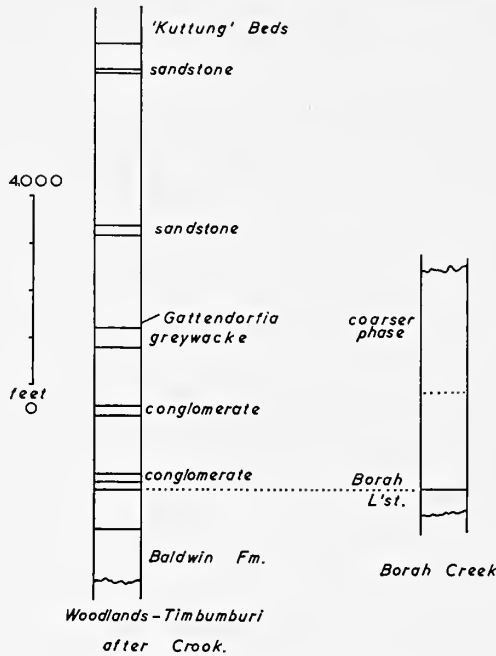 'Kuttung' Beds
sandstone
4,000
sandstone
Gattendorfia
greywacke
coarser
phase
feet
0
conglomerate
conglomerate
Borah
L'st.
Baldwin Fm.
Borah Creek
Woodlands-Timbumburi
after Crook.